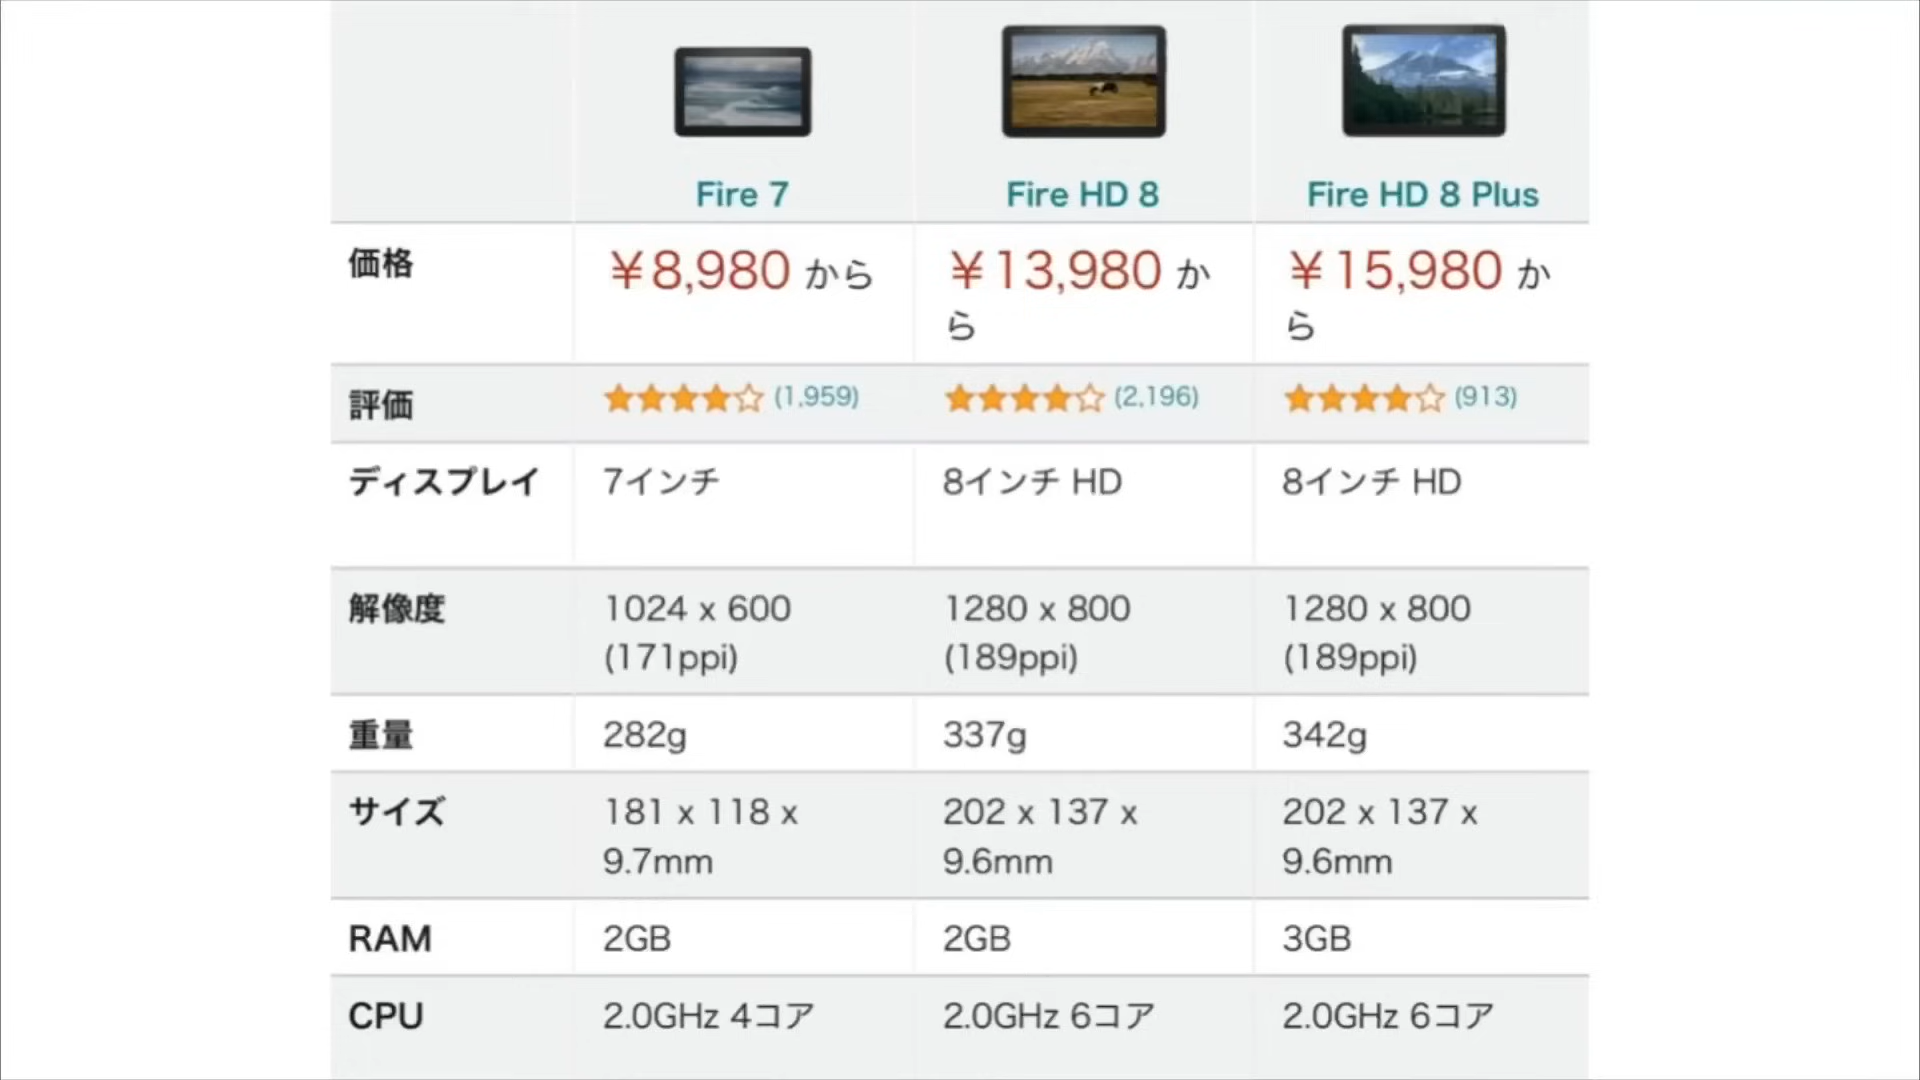 Fire 7
Fire HD 8
Fire HD 8 Plus
価格
￥8,980 から
￥13,980 か
ら
￥15,980 か
ら
評価
(1,959)
(2,196)
(913)
ディスプレイ
7インチ
8インチ HD
8インチ HD
解像度
1024 x 600
(171ppi)
1280 x 800
(189ppi)
1280 x 800
(189ppi)
重量
282g
337g
342g
サイズ
181 x 118 x
9.7mm
202 x 137 x
9.6mm
202 x 137 x
9.6mm
RAM
2GB
2GB
3GB
CPU
2.0GHz 4コア
2.0GHz 6コア
2.0GHz 6コア